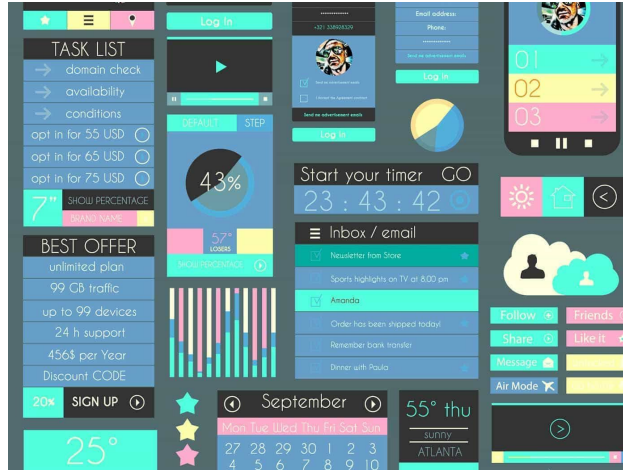 TASK LIST
domain check
availability
conditions
opt in for 55 USD
opt in for 65 USD
opt in for 75 USD
7"
SHOW PERCENTAGE
BRAND NAME
BEST OFFER
unlimited plan
99 GB traffic
up to 99 devices
24 h support
456$ per Year
Discount CODE
20%
SIGN UP
25°
Log in
DEFAULT
STEP
43%
57%
LOSERS
SHOW PERCENTAGE
Send me advertisement emails
Log in
Email address:
Phone:
Send me advertisement emails
Log in
Start your timer GO
23 : 43 : 42
Inbox / email
Newsletter from Store
Sports highlights on TV at 8:00 pm
Amanda
Order has been shipped today!
Remember bank transfer
Dinner with Paula
September
Mon Tue Wed Thu Fri Sat Sun
27 28 29 30 1 2 3
4 5 6 7 8 9 10
55° thu
sunny
ATLANTA
01
02
03
Follow
Friends
Share
Like it
Message
Air Mode